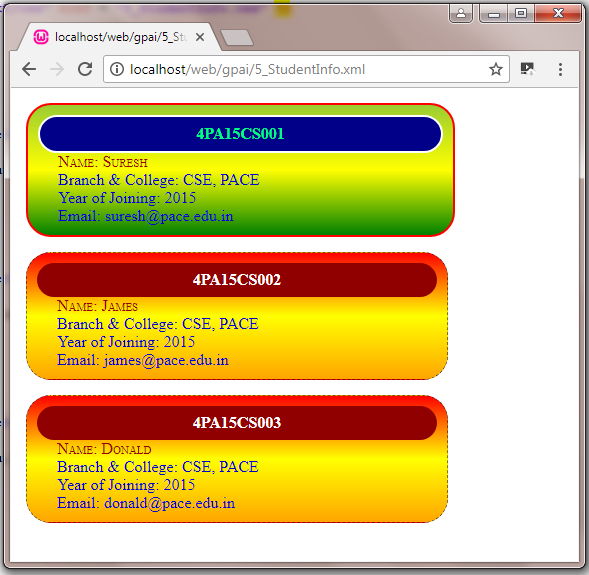 localhost/web/gpai/5_Stu
localhost/web/gpai/5_StudentInfo.xml
4PA15CS001
Name: Suresh
Branch & College: CSE, PACE
Year of Joining: 2015
Email: suresh@pace.edu.in
4PA15CS002
Name: James
Branch & College: CSE, PACE
Year of Joining: 2015
Email: james@pace.edu.in
4PA15CS003
Name: Donald
Branch & College: CSE, PACE
Year of Joining: 2015
Email: donald@pace.edu.in